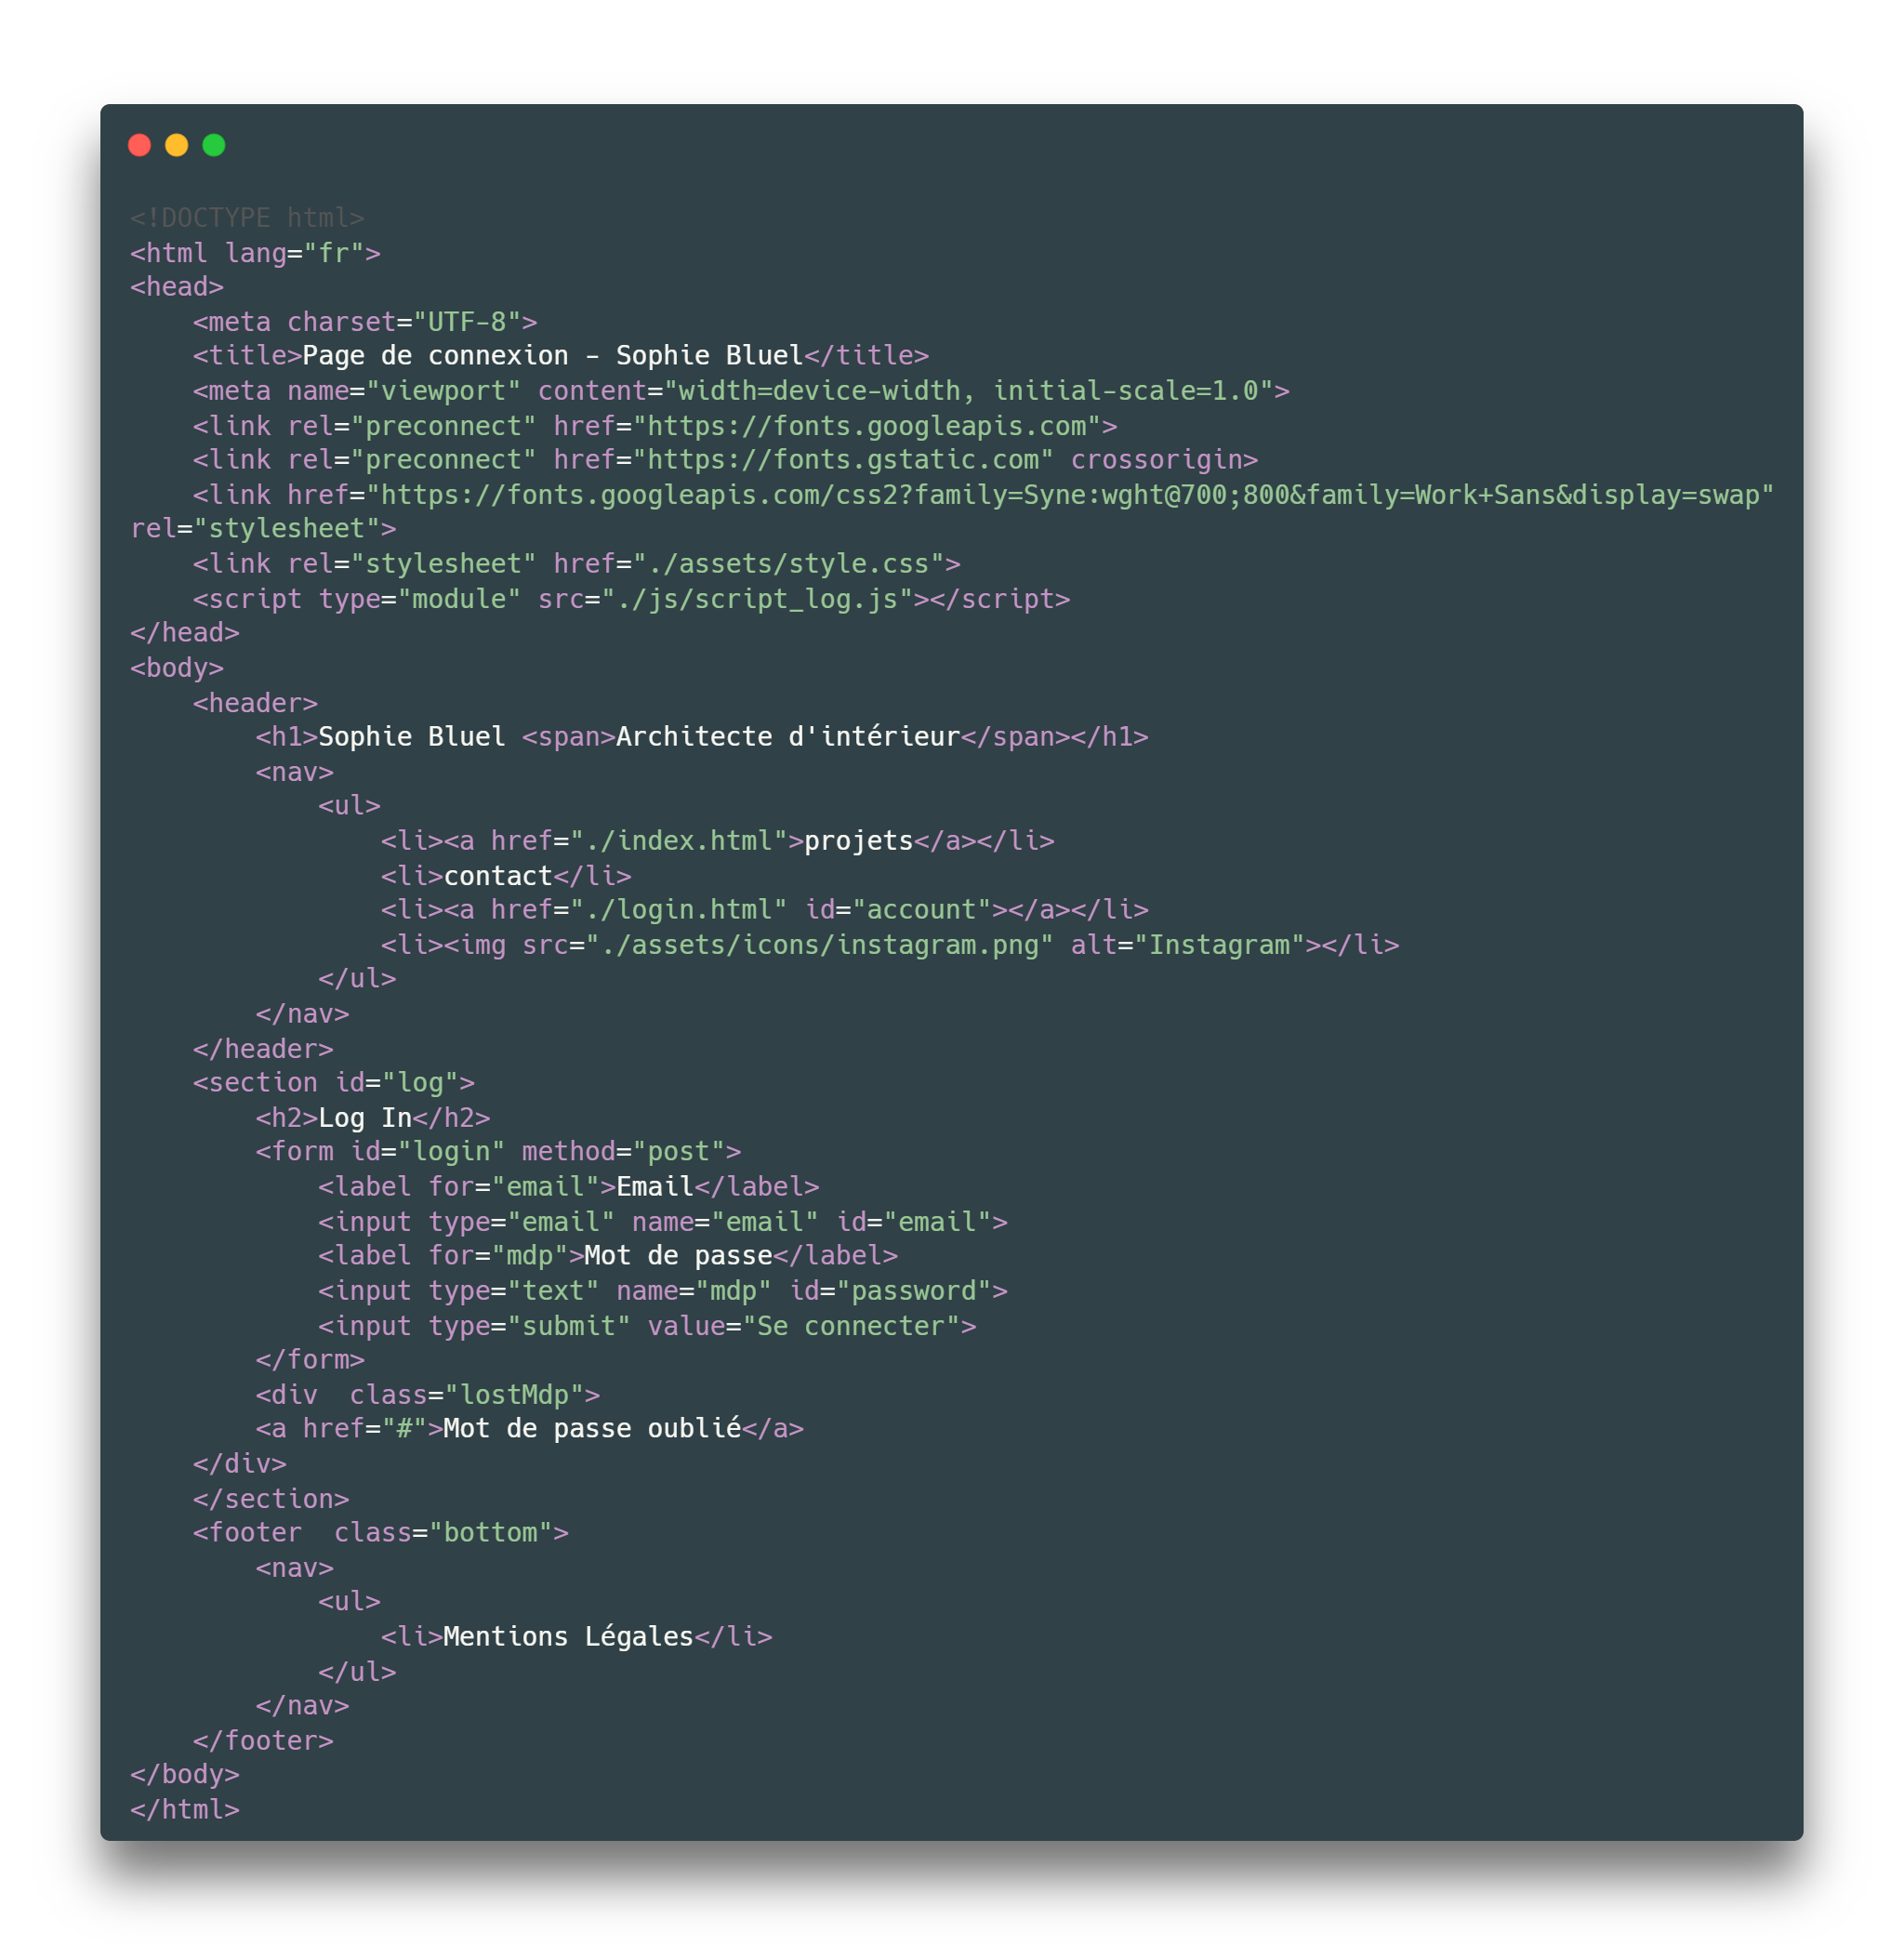 <!DOCTYPE html>
<html lang="fr">
<head>
    <meta charset="UTF-8">
    <title>Page de connexion - Sophie Bluel</title>
    <meta name="viewport" content="width=device-width, initial-scale=1.0">
    <link rel="preconnect" href="https://fonts.googleapis.com">
    <link rel="preconnect" href="https://fonts.gstatic.com" crossorigin>
    <link href="https://fonts.googleapis.com/css2?family=Syne:wght@700;800&family=Work+Sans&display=swap"
rel="stylesheet">
    <link rel="stylesheet" href="./assets/style.css">
    <script type="module" src="./js/script_log.js"></script>
</head>
<body>
    <header>
        <h1>Sophie Bluel <span>Architecte d'intérieur</span></h1>
        <nav>
            <ul>
                <li><a href="./index.html">projets</a></li>
                <li>contact</li>
                <li><a href="./login.html" id="account"></a></li>
                <li><img src="./assets/icons/instagram.png" alt="Instagram"></li>
            </ul>
        </nav>
    </header>
    <section id="log">
        <h2>Log In</h2>
        <form id="login" method="post">
            <label for="email">Email</label>
            <input type="email" name="email" id="email">
            <label for="mdp">Mot de passe</label>
            <input type="text" name="mdp" id="password">
            <input type="submit" value="Se connecter">
        </form>
        <div  class="lostMdp">
        <a href="#">Mot de passe oublié</a>
    </div>
    </section>
    <footer  class="bottom">
        <nav>
            <ul>
                <li>Mentions Légales</li>
            </ul>
        </nav>
    </footer>
</body>
</html>